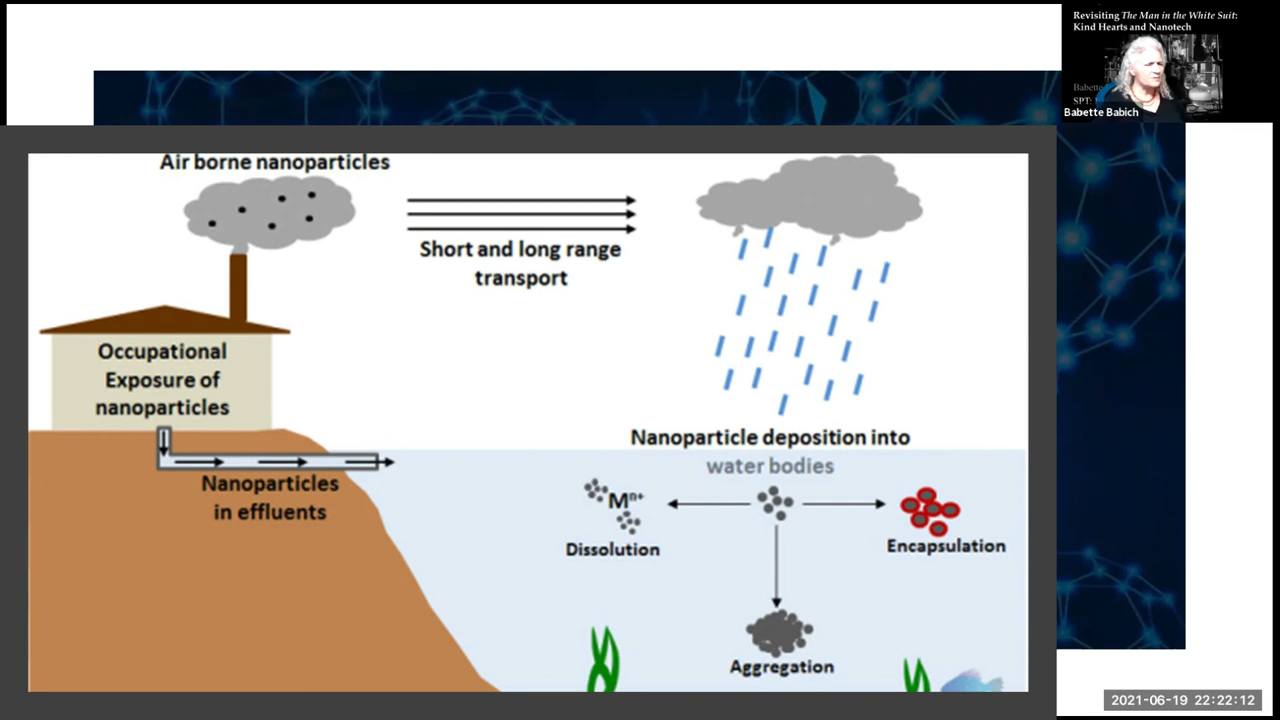 Revisiting The Man in the White Suit:
Kind Hearts and Nanotech
Babette
SPT:
Babette Babich
Air borne nanoparticles
Short and long range
transport
Occupational
Exposure of
nanoparticles
Nanoparticles
in effluents
Nanoparticle deposition into
water bodies
Mⁿ⁺
Dissolution
Encapsulation
Aggregation
2021-06-19 22:22:12